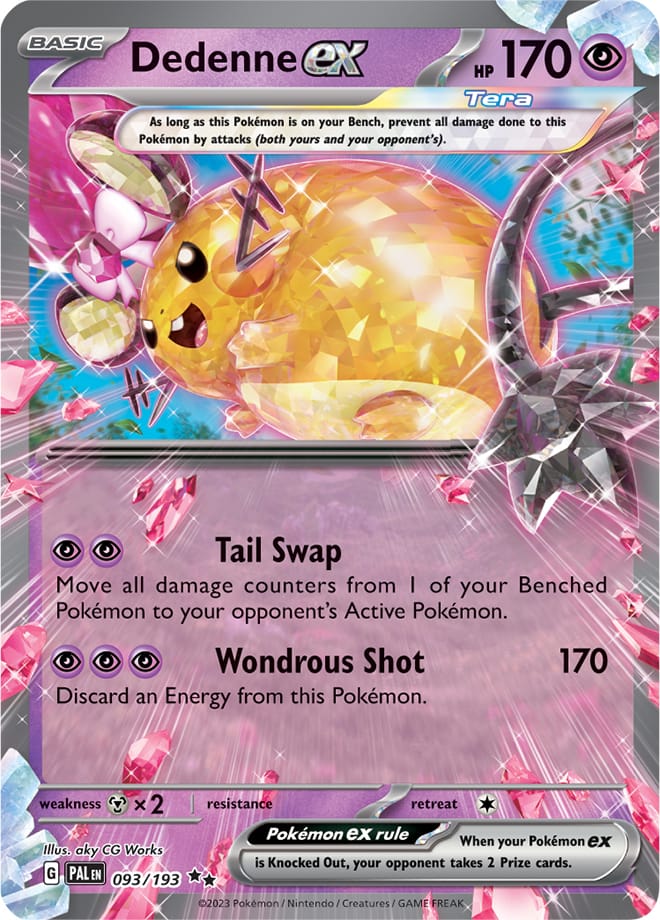 BASIC
Dedenne ex
HP 170
Tera
As long as this Pokémon is on your Bench, prevent all damage done to this
Pokémon by attacks (both yours and your opponent's).
Tail Swap
Move all damage counters from 1 of your Benched
Pokémon to your opponent's Active Pokémon.
Wondrous Shot 170
Discard an Energy from this Pokémon.
weakness ×2 resistance retreat
Illus. aky CG Works
Pokémon ex rule
When your Pokémon ex
is Knocked Out, your opponent takes 2 Prize cards.
G PAL EN 093/193
©2023 Pokémon / Nintendo / Creatures / GAME FREAK